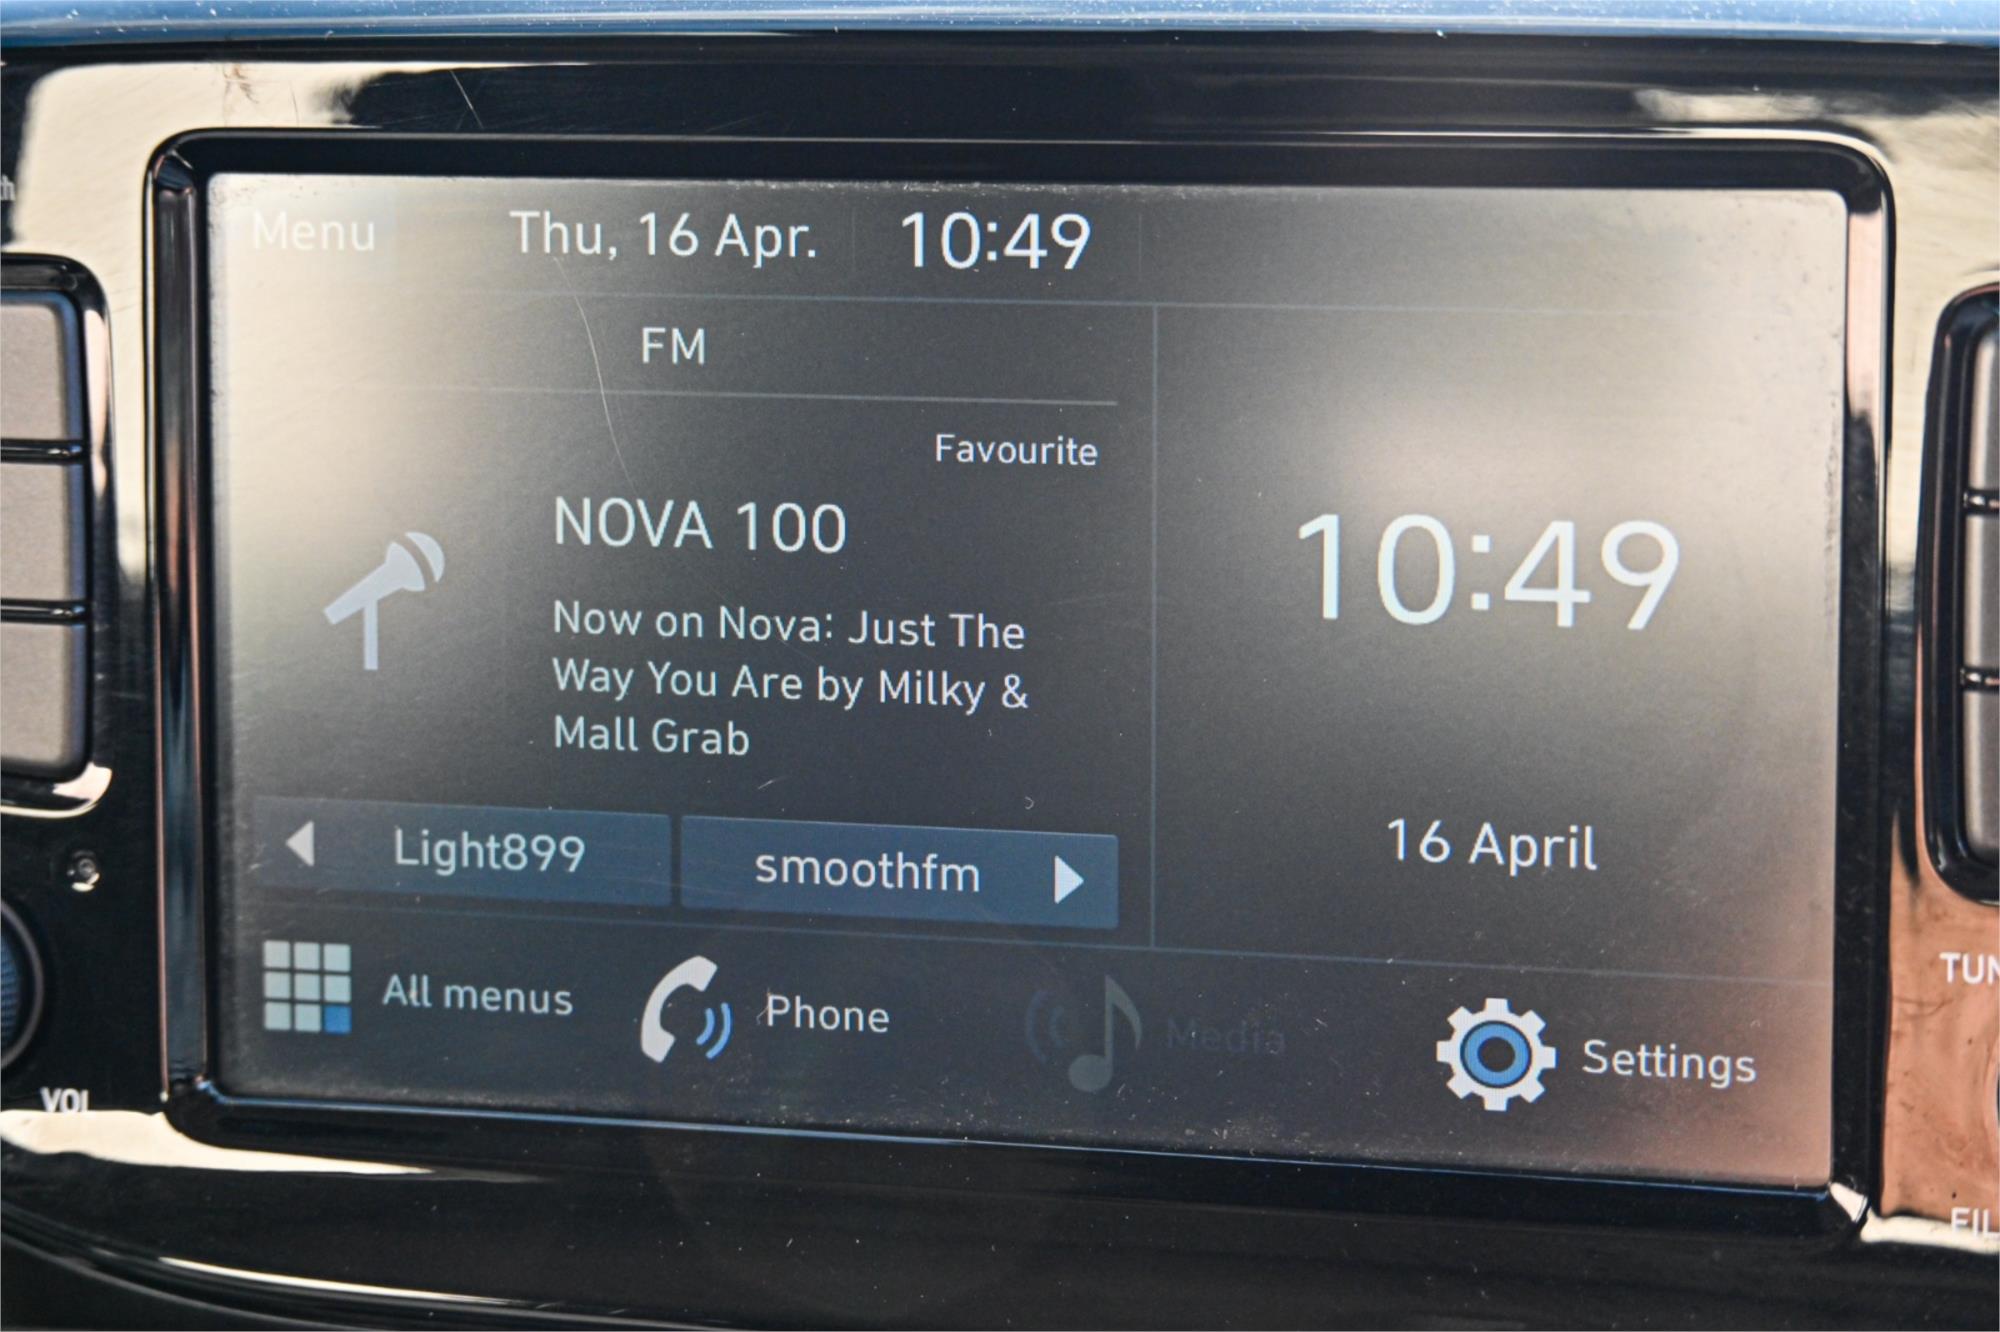 Menu
Thu, 16 Apr.
10:49
FM
Favourite
NOVA 100
Now on Nova: Just The
Way You Are by Milky &
Mall Grab
Light899
smoothfm
10:49
16 April
All menus
Phone
Media
Settings
VOL